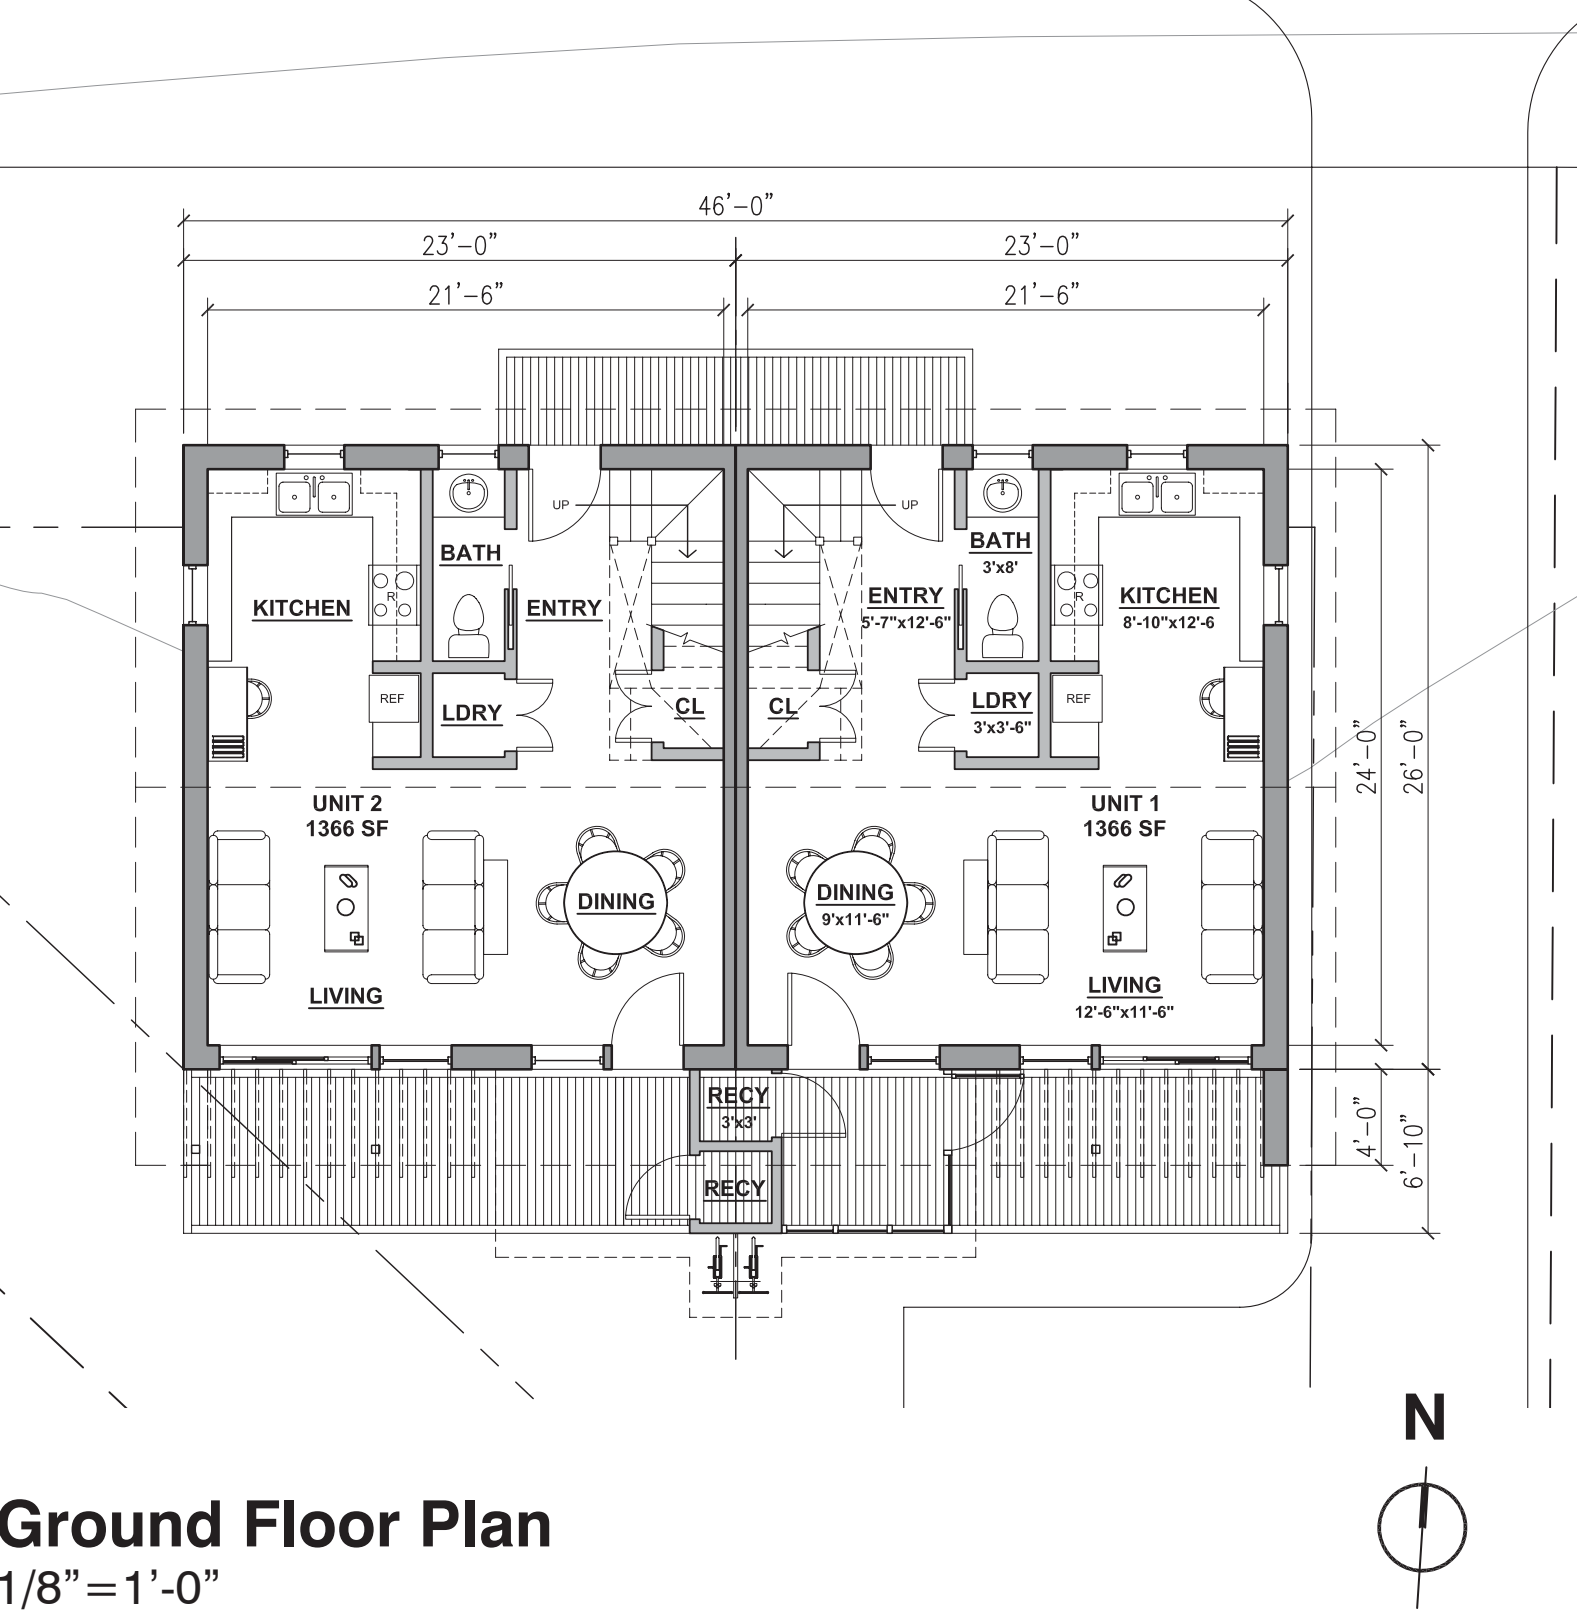 46’–0”
23’–0”
23’–0”
21’–6”
21’–6”
UP
UP
BATH
BATH
3'x8'
R
R
KITCHEN
ENTRY
ENTRY
5'-7"x12'-6"
KITCHEN
8'-10"x12'-6
REF
REF
LDRY
CL
CL
LDRY
3'x3'-6"
24’–0”
26’–0”
UNIT 2
1366 SF
UNIT 1
1366 SF
DINING
DINING
9'x11'-6"
LIVING
LIVING
12'-6"x11'-6"
RECY
3'x3'
RECY
4’–0”
6’–10”
N
Ground Floor Plan
1/8”=1’-0”